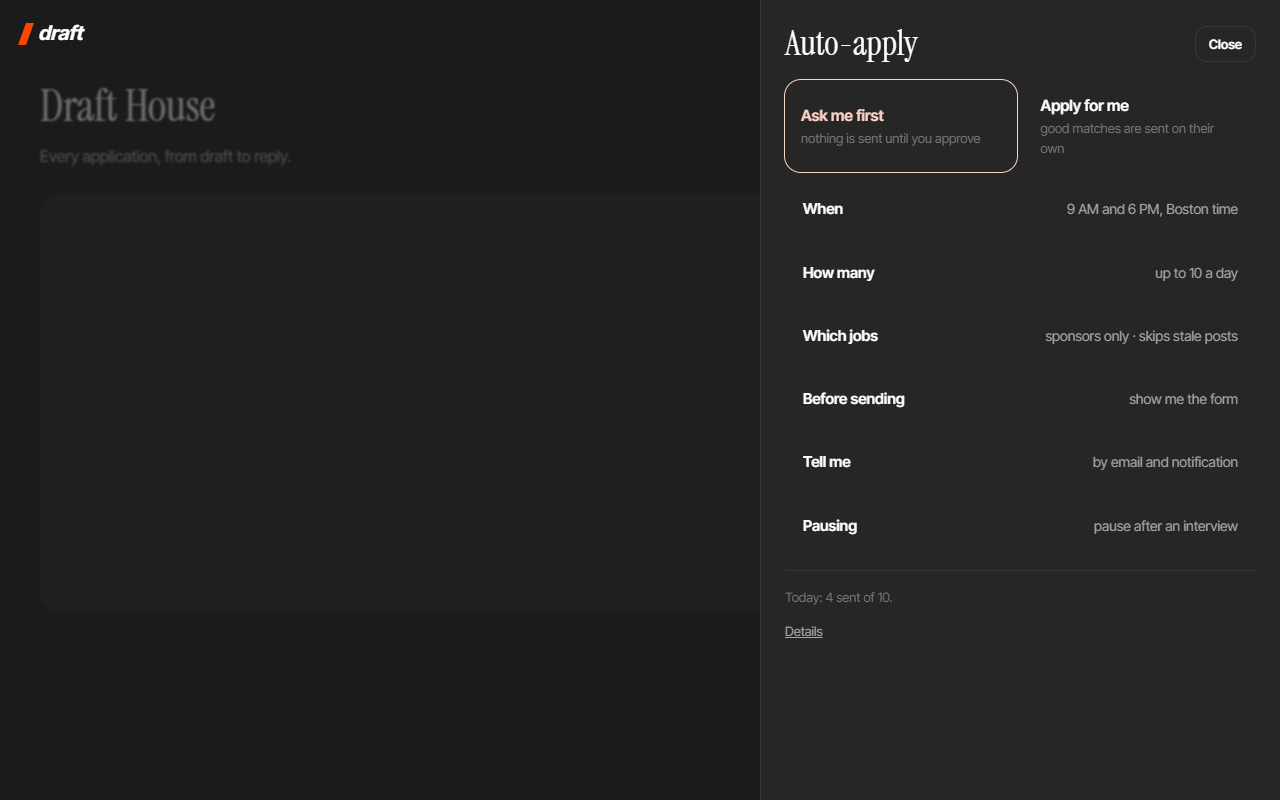 draft
Draft House
Every application, from draft to reply.
Auto-apply
Close
Ask me first
nothing is sent until you approve
Apply for me
good matches are sent on their
own
When
9 AM and 6 PM, Boston time
How many
up to 10 a day
Which jobs
sponsors only · skips stale posts
Before sending
show me the form
Tell me
by email and notification
Pausing
pause after an interview
Today: 4 sent of 10.
Details